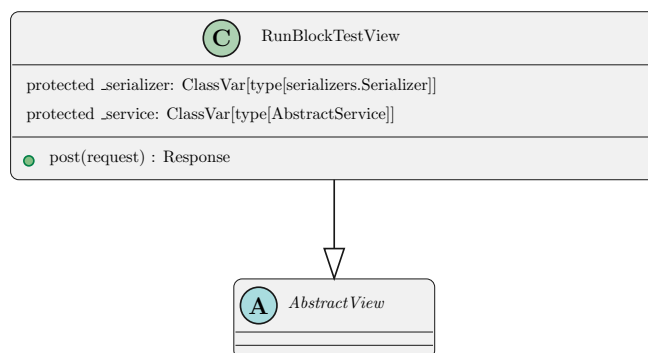 C RunBlockTestView
protected _serializer: ClassVar[type[serializers.Serializer]]
protected _service: ClassVar[type[AbstractService]]
post(request) : Response
A AbstractView